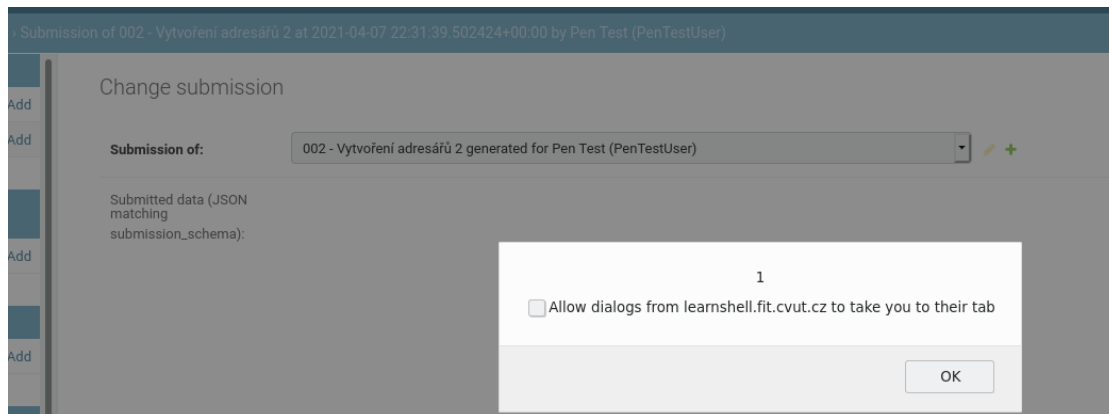 › Submission of 002 - Vytvoření adresářů 2 at 2021-04-07 22:31:39.502424+00:00 by Pen Test (PenTestUser)
Change submission
Add
Add
Submission of:
002 - Vytvoření adresářů 2 generated for Pen Test (PenTestUser)
Submitted data (JSON
matching
submission_schema):
Add
1
Allow dialogs from learnshell.fit.cvut.cz to take you to their tab
Add
OK